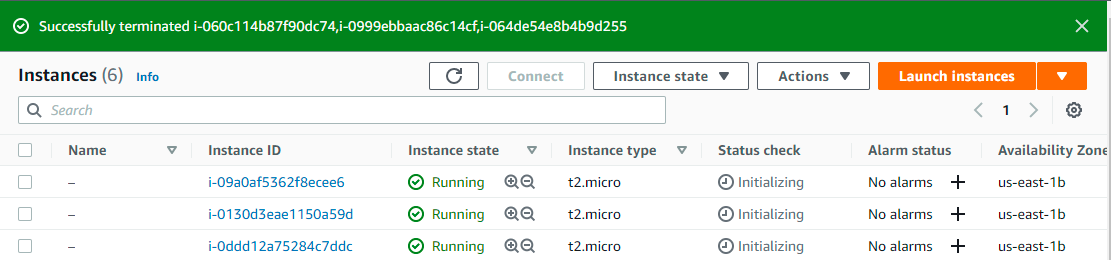 Successfully terminated i-060c114b87f90dc74,i-0999ebbaac86c14cf,i-064de54e8b4b9d255
Instances (6) Info Connect Instance state Actions Launch instances
Search 1
Name Instance ID Instance state Instance type Status check Alarm status Availability Zone
– i-09a0af5362f8ecee6 Running t2.micro Initializing No alarms + us-east-1b
– i-0130d3eae1150a59d Running t2.micro Initializing No alarms + us-east-1b
– i-0ddd12a75284c7ddc Running t2.micro Initializing No alarms + us-east-1b